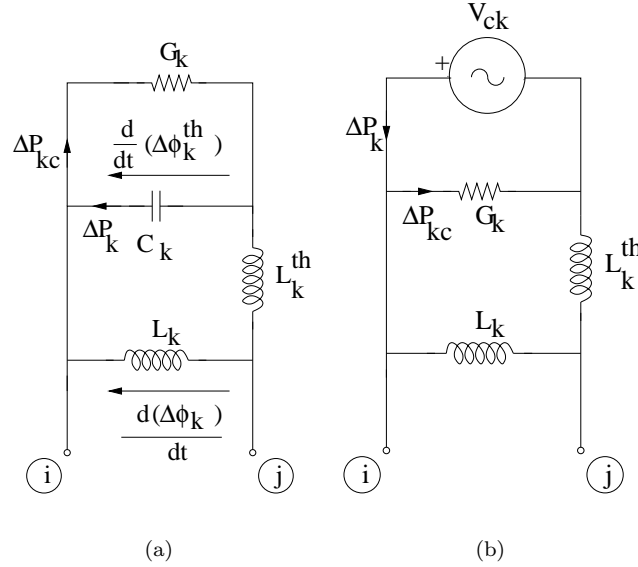 G_k
ΔP_kc
d/dt (Δϕ_k^th)
ΔP_k
C_k
L_k^th
L_k
d(Δϕ_k)/dt
i
j
(a)
V_ck
+
ΔP_k
ΔP_kc
G_k
L_k^th
L_k
i
j
(b)